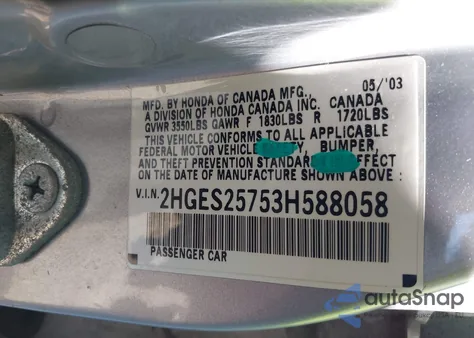 05/'03
MFD. BY HONDA OF CANADA MFG.,
A DIVISION OF HONDA CANADA INC. CANADA
GVWR 3550LBS GAWR F 1830LBS R 1720LBS
THIS VEHICLE CONFORMS TO ALL APPLICABLE
FEDERAL MOTOR VEHICLE BUMPER,
AND THEFT PREVENTION STANDARDS EFFECT
ON THE DATE OF MANUFACTURE SHOWN ABOVE.
V.I.N. 2HGES25753H588058
PASSENGER CAR
autaSnap